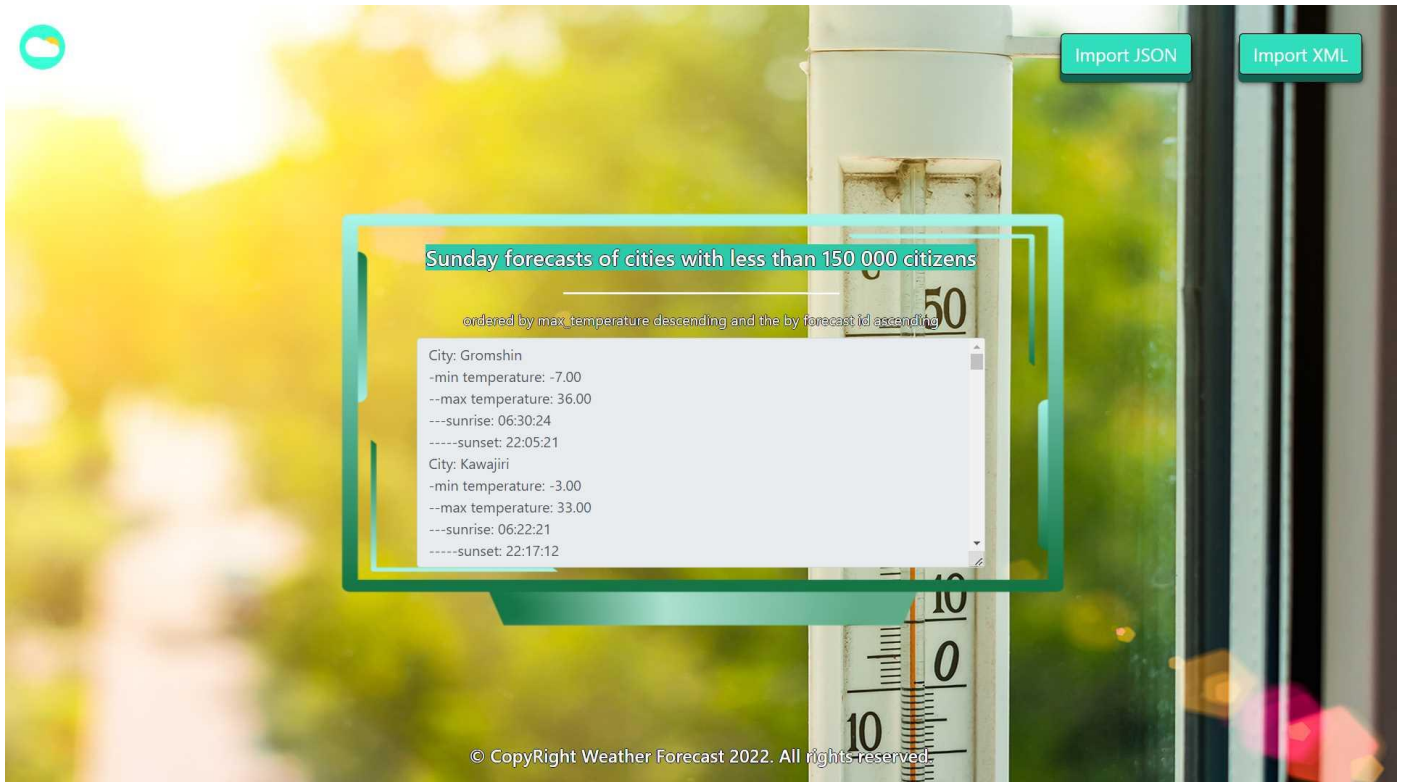 Import JSON
Import XML
Sunday forecasts of cities with less than 150 000 citizens
ordered by max_temperature descending and the by forecast id ascending
50
City: Gromshin
-min temperature: -7.00
--max temperature: 36.00
---sunrise: 06:30:24
-----sunset: 22:05:21
City: Kawajiri
-min temperature: -3.00
--max temperature: 33.00
---sunrise: 06:22:21
-----sunset: 22:17:12
10
0
10
© CopyRight Weather Forecast 2022. All rights reserved.